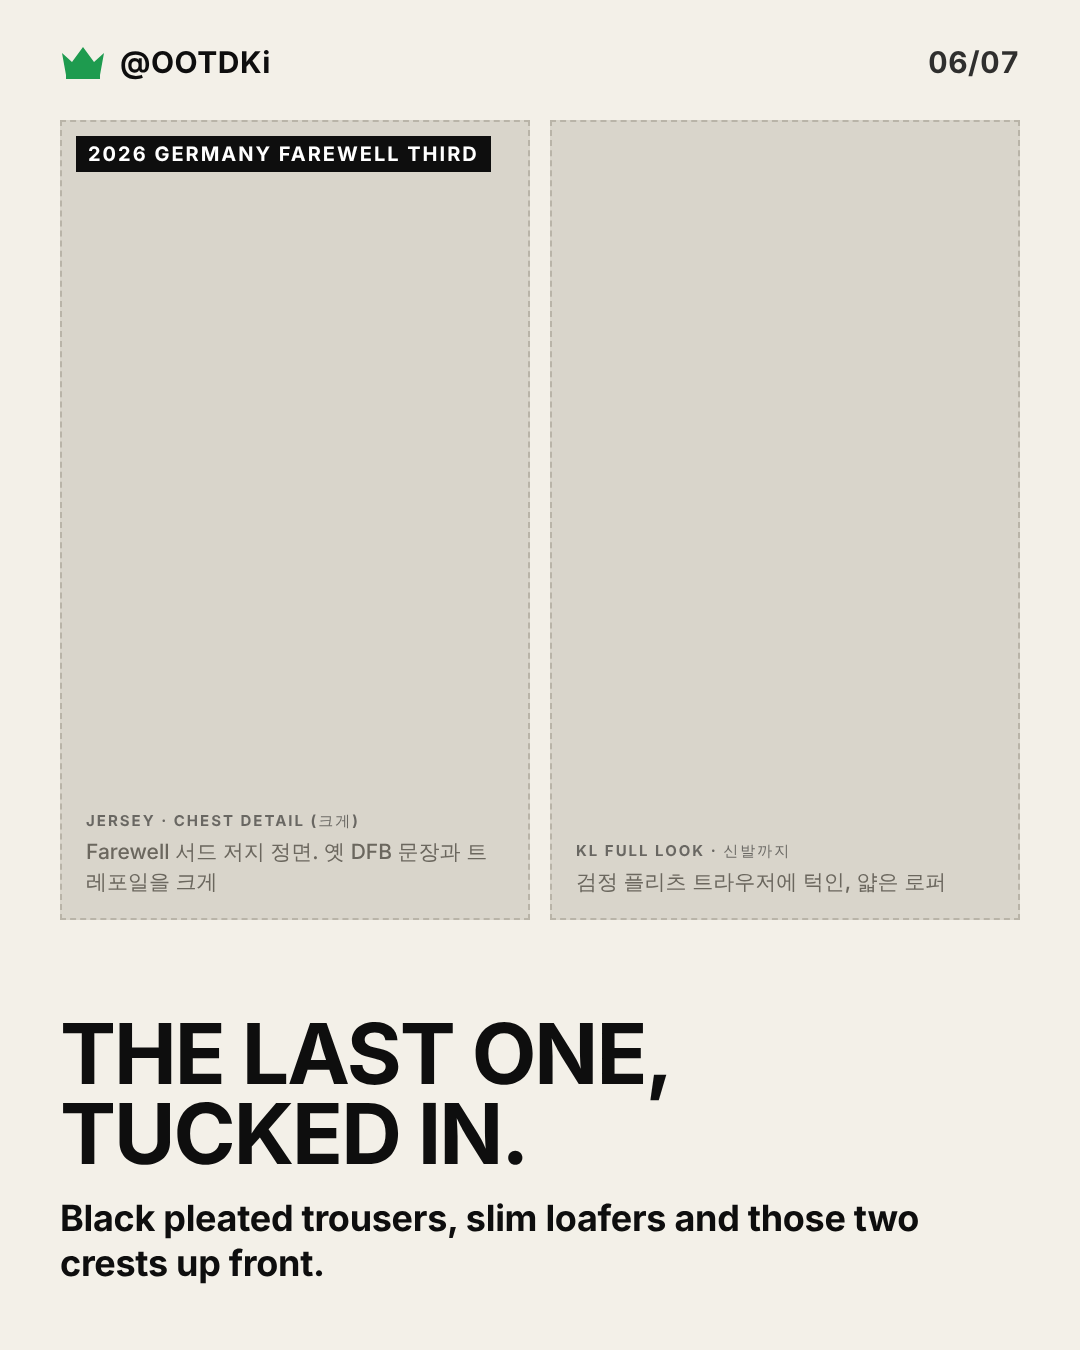 @OOTDKi
06/07
2026 GERMANY FAREWELL THIRD
JERSEY · CHEST DETAIL (크게)
Farewell 서드 저지 정면. 옛 DFB 문장과 트
레포일을 크게
KL FULL LOOK · 신발까지
검정 플리츠 트라우저에 턱인, 얇은 로퍼
THE LAST ONE,
TUCKED IN.
Black pleated trousers, slim loafers and those two
crests up front.